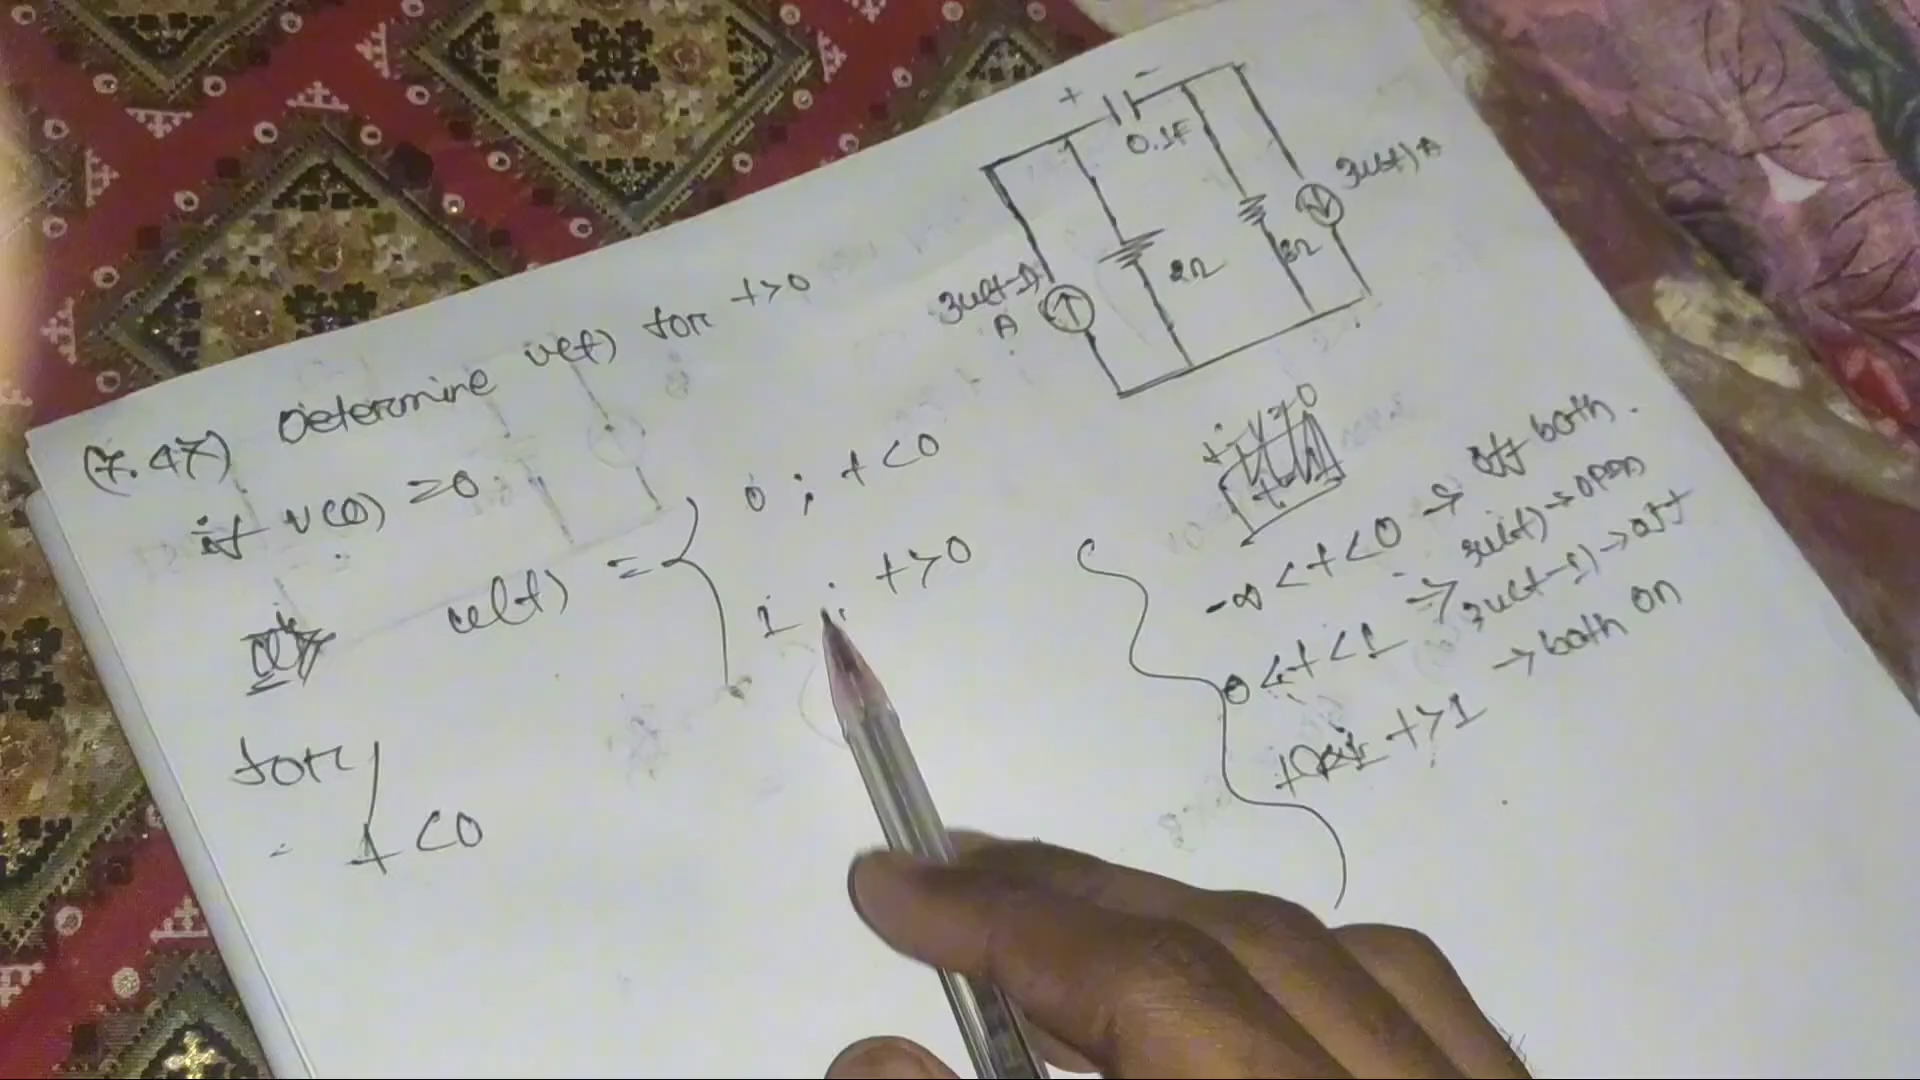 (7.47) Determine v(t) for t>0
if v(0) =0
u(t) = { 0 ; t<0
1 ; t>0
for,
t <0
+ -
0.1F
3u(t-1)
A
2Ω
3u(t) A
-∞ <t<0 → off both.
0 <t<1 → 3u(t) → open
3u(t-1) → off
t>1 → both on